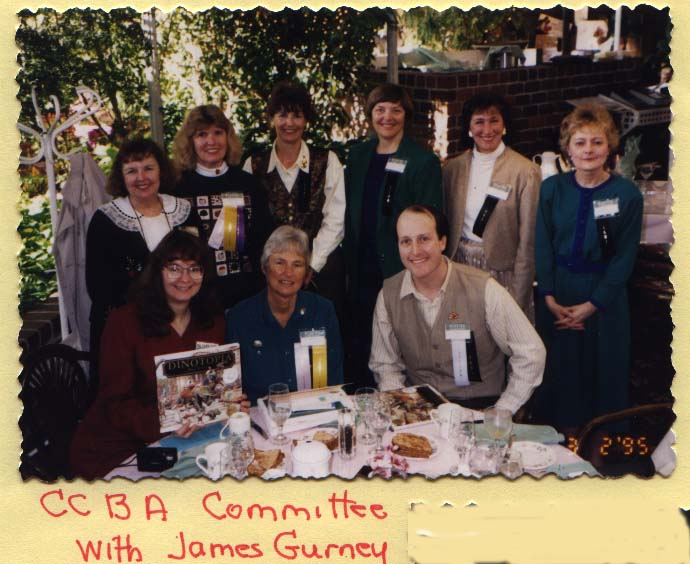 DINOTOPIA
3 2 '95
CCBA Committee
with James Gurney